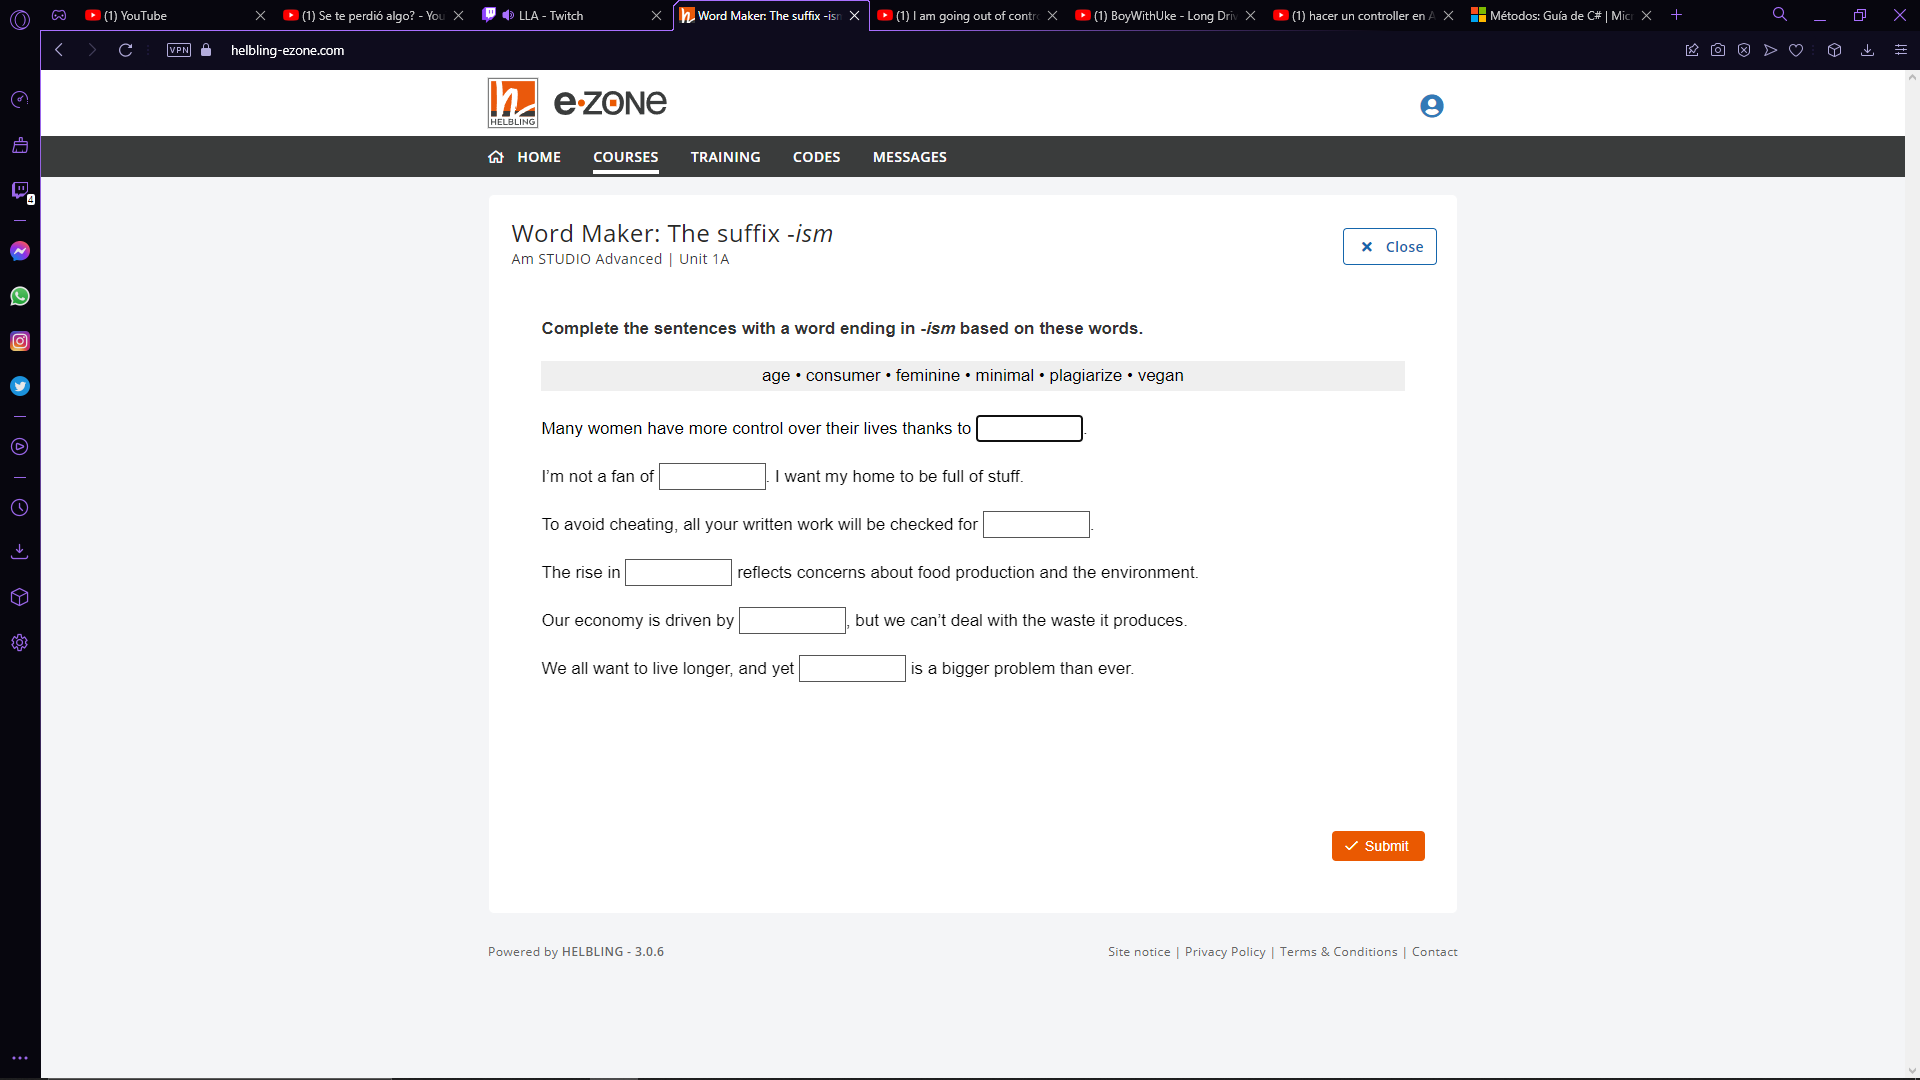 (1) YouTube
(1) Se te perdió algo? - You
LLA - Twitch
Word Maker: The suffix -ism
(1) I am going out of contro
(1) BoyWithUke - Long Driv
(1) hacer un controller en A
Métodos: Guía de C# | Mic
VPN
helbling-ezone.com
4
h
HELBLING
e·ZONE
HOME COURSES TRAINING CODES MESSAGES
Word Maker: The suffix -ism
Close
Am STUDIO Advanced | Unit 1A
Complete the sentences with a word ending in -ism based on these words.
age • consumer • feminine • minimal • plagiarize • vegan
Many women have more control over their lives thanks to .
I’m not a fan of . I want my home to be full of stuff.
To avoid cheating, all your written work will be checked for .
The rise in reflects concerns about food production and the environment.
Our economy is driven by , but we can’t deal with the waste it produces.
We all want to live longer, and yet is a bigger problem than ever.
Submit
Powered by HELBLING - 3.0.6
Site notice | Privacy Policy | Terms & Conditions | Contact